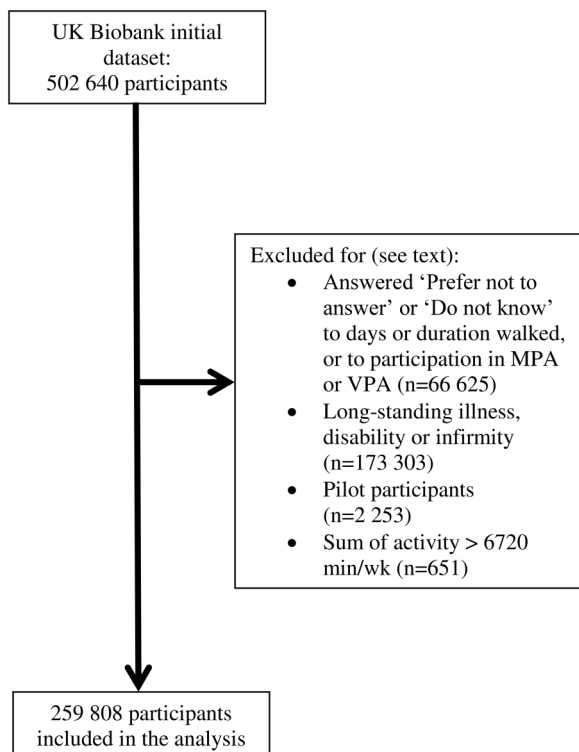 UK Biobank initial
dataset:
502 640 participants
Excluded for (see text):
• Answered ‘Prefer not to
answer’ or ‘Do not know’
to days or duration walked,
or to participation in MPA
or VPA (n=66 625)
• Long-standing illness,
disability or infirmity
(n=173 303)
• Pilot participants
(n=2 253)
• Sum of activity > 6720
min/wk (n=651)
259 808 participants
included in the analysis